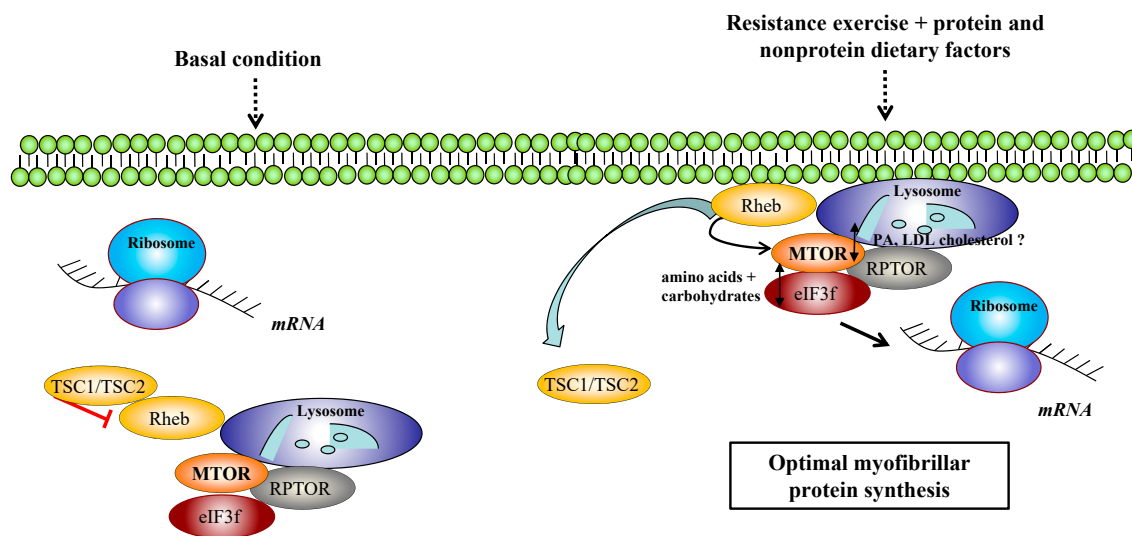 Basal condition
Resistance exercise + protein and
nonprotein dietary factors
Ribosome
mRNA
TSC1/TSC2
Rheb
Lysosome
MTOR
RPTOR
eIF3f
Rheb
Lysosome
PA, LDL cholesterol ?
MTOR
RPTOR
amino acids +
carbohydrates
eIF3f
Ribosome
mRNA
TSC1/TSC2
Optimal myofibrillar
protein synthesis